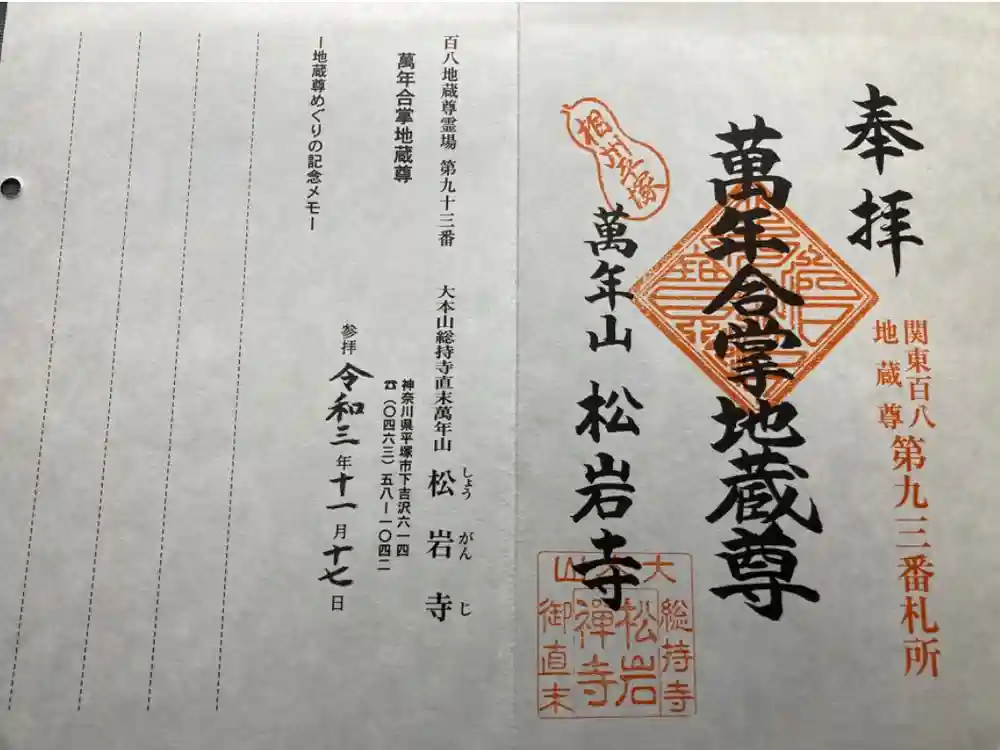 奉拝
関東百八
地蔵尊
第九三番札所
萬年合掌地蔵尊
相州平塚
萬年山 松岩寺
大本山
総持寺
松岩
禅寺
御直末
百八地蔵尊霊場 第九十三番 大本山総持寺直末萬年山 松岩寺
しょう がん じ
萬年合掌地蔵尊
神奈川県平塚市下吉沢六一四
☎(〇四六三)五八ー一〇四二
参拝 令和三年十一月十七日
ー地蔵尊めぐりの記念メモー